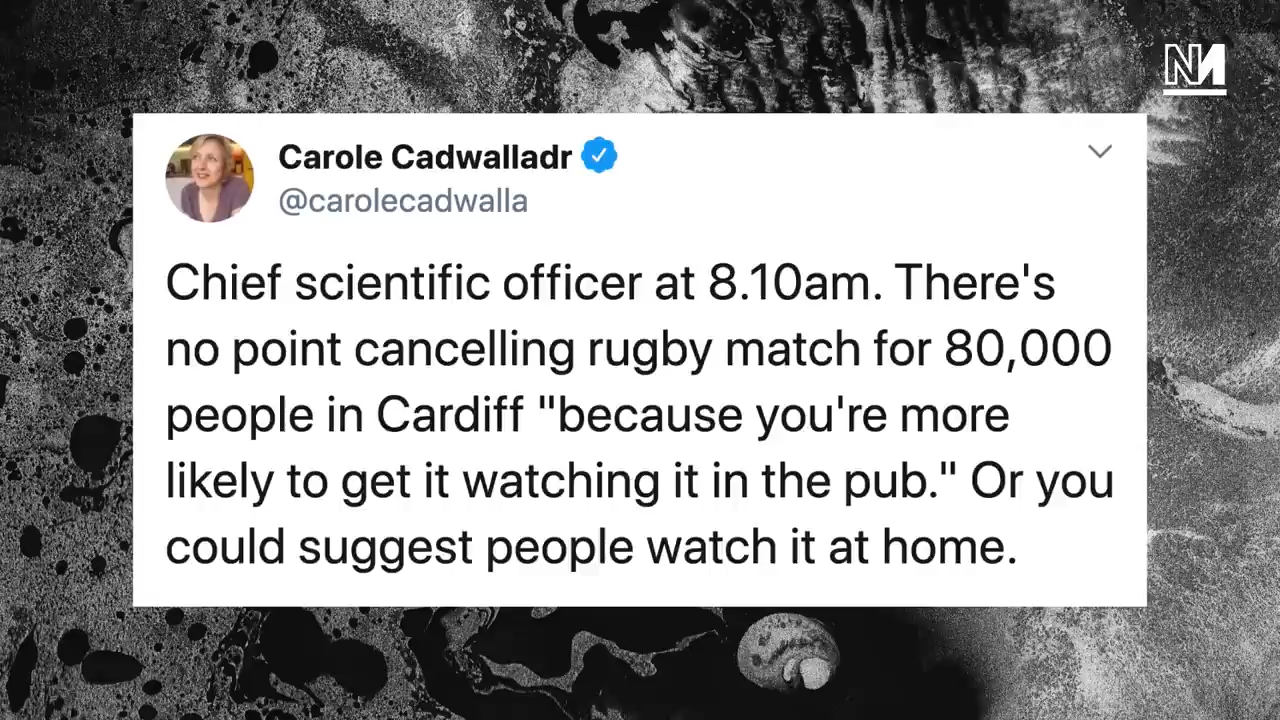 NM
Carole Cadwalladr
@carolecadwalla
Chief scientific officer at 8.10am. There's
no point cancelling rugby match for 80,000
people in Cardiff "because you're more
likely to get it watching it in the pub." Or you
could suggest people watch it at home.